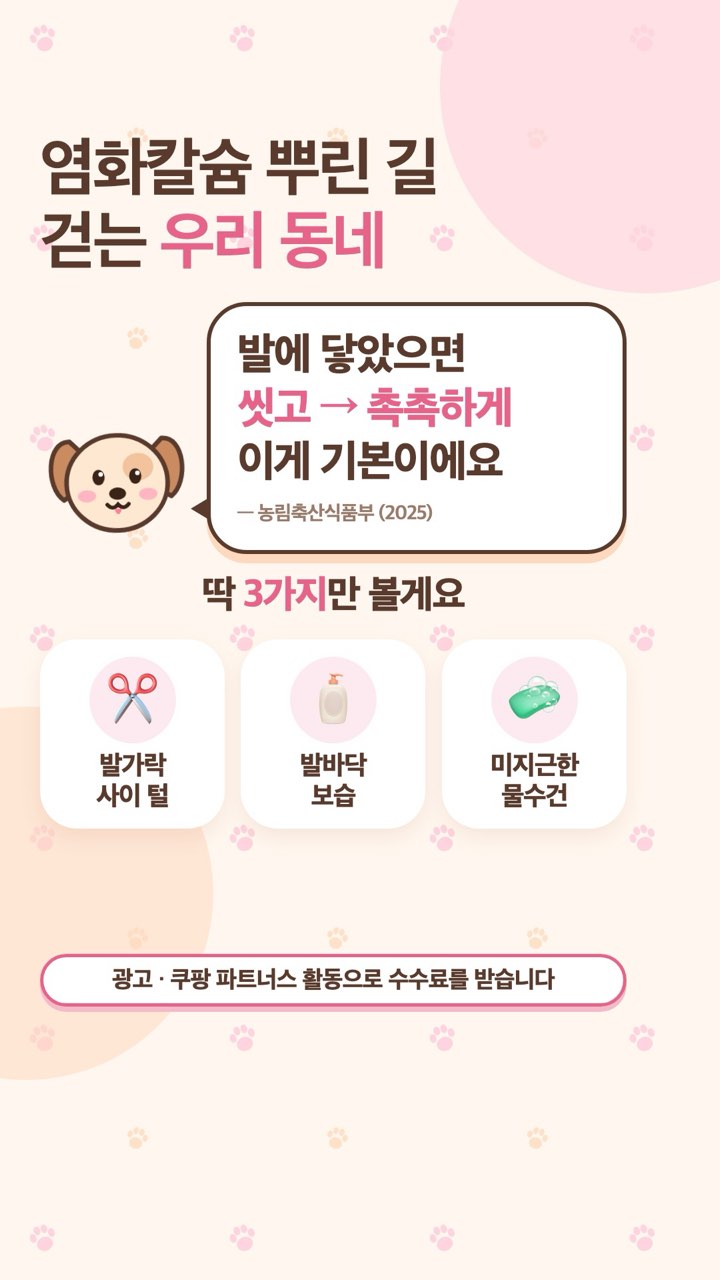 염화칼슘 뿌린 길
걷는 우리 동네
발에 닿았으면
씻고 → 촉촉하게
이게 기본이에요
— 농림축산식품부 (2025)
딱 3가지만 볼게요
발가락
사이 털
발바닥
보습
미지근한
물수건
광고 · 쿠팡 파트너스 활동으로 수수료를 받습니다